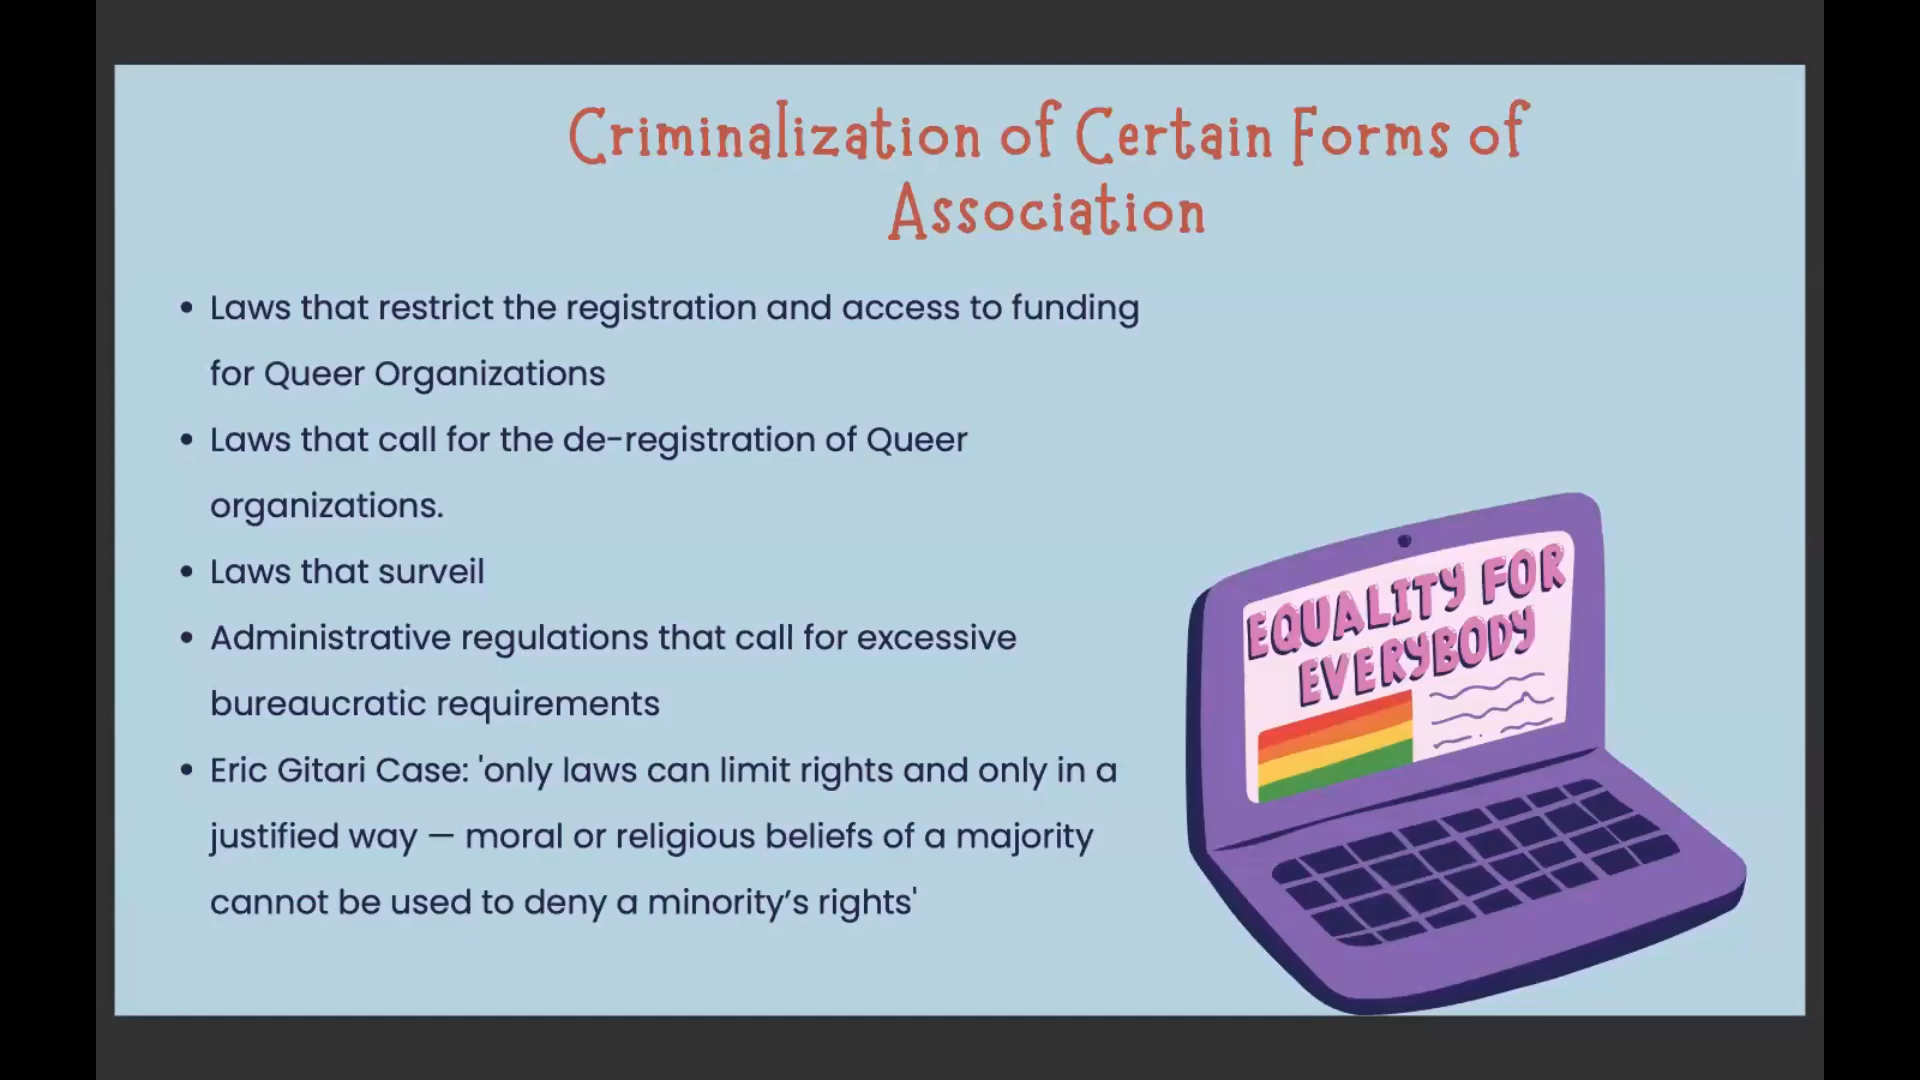 Criminalization of Certain Forms of
Association
• Laws that restrict the registration and access to funding
for Queer Organizations
• Laws that call for the de-registration of Queer
organizations.
• Laws that surveil
• Administrative regulations that call for excessive
bureaucratic requirements
• Eric Gitari Case: 'only laws can limit rights and only in a
justified way — moral or religious beliefs of a majority
cannot be used to deny a minority’s rights'
EQUALITY FOR
EVERYBODY